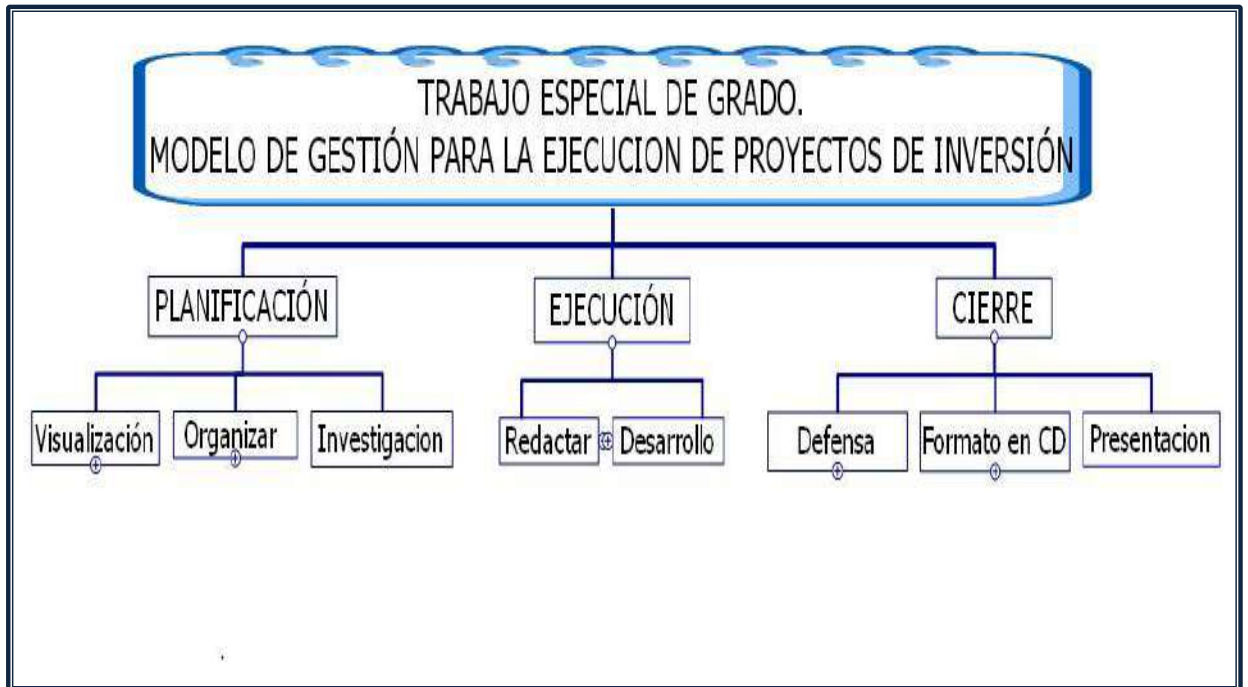 TRABAJO ESPECIAL DE GRADO.
MODELO DE GESTIÓN PARA LA EJECUCION DE PROYECTOS DE INVERSIÓN
PLANIFICACIÓN
EJECUCIÓN
CIERRE
Visualización
Organizar
Investigacion
Redactar
Desarrollo
Defensa
Formato en CD
Presentacion